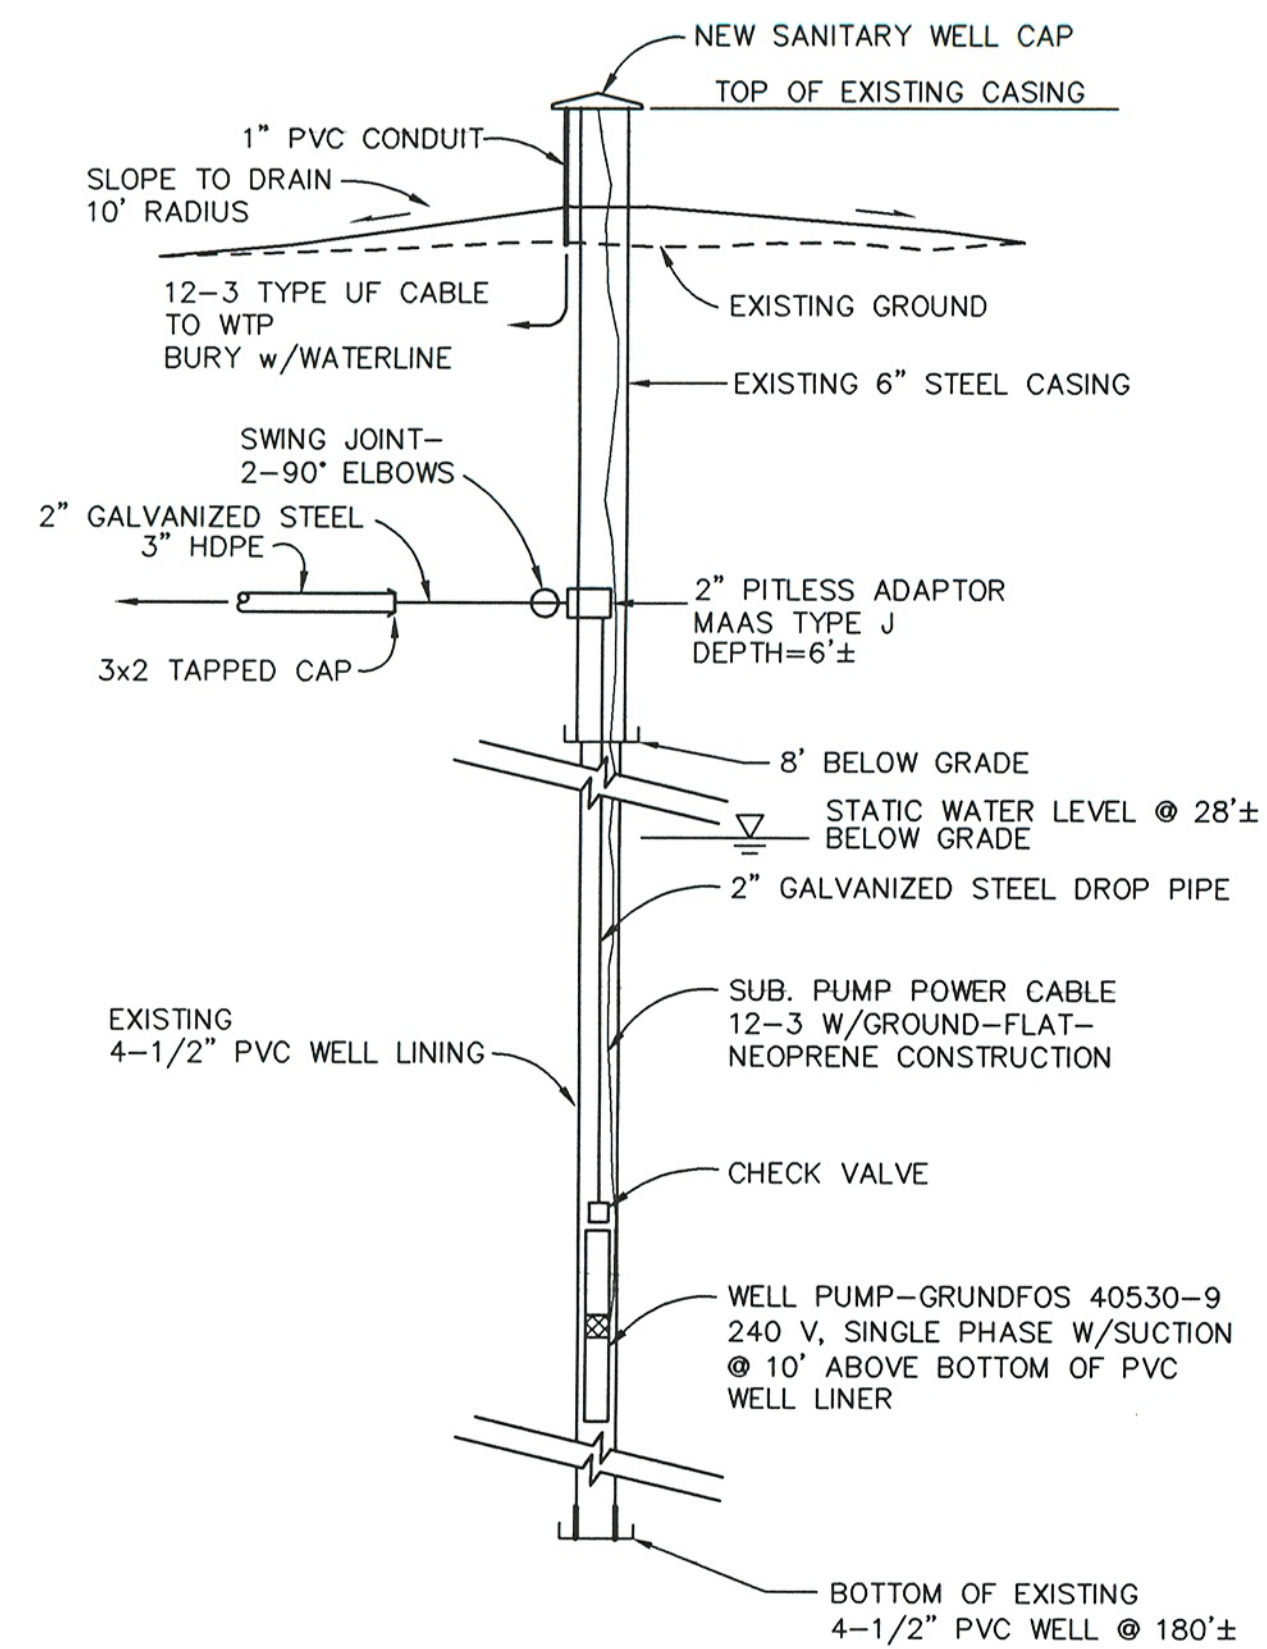 NEW SANITARY WELL CAP
TOP OF EXISTING CASING
1" PVC CONDUIT
SLOPE TO DRAIN
10' RADIUS
12-3 TYPE UF CABLE
TO WTP
BURY w/WATERLINE
EXISTING GROUND
EXISTING 6" STEEL CASING
SWING JOINT-
2-90° ELBOWS
2" GALVANIZED STEEL
3" HDPE
3x2 TAPPED CAP
2" PITLESS ADAPTOR
MAAS TYPE J
DEPTH=6'±
8' BELOW GRADE
STATIC WATER LEVEL @ 28'±
BELOW GRADE
2" GALVANIZED STEEL DROP PIPE
SUB. PUMP POWER CABLE
12-3 W/GROUND-FLAT-
NEOPRENE CONSTRUCTION
EXISTING
4-1/2" PVC WELL LINING
CHECK VALVE
WELL PUMP-GRUNDFOS 40530-9
240 V, SINGLE PHASE W/SUCTION
@ 10' ABOVE BOTTOM OF PVC
WELL LINER
BOTTOM OF EXISTING
4-1/2" PVC WELL @ 180'±